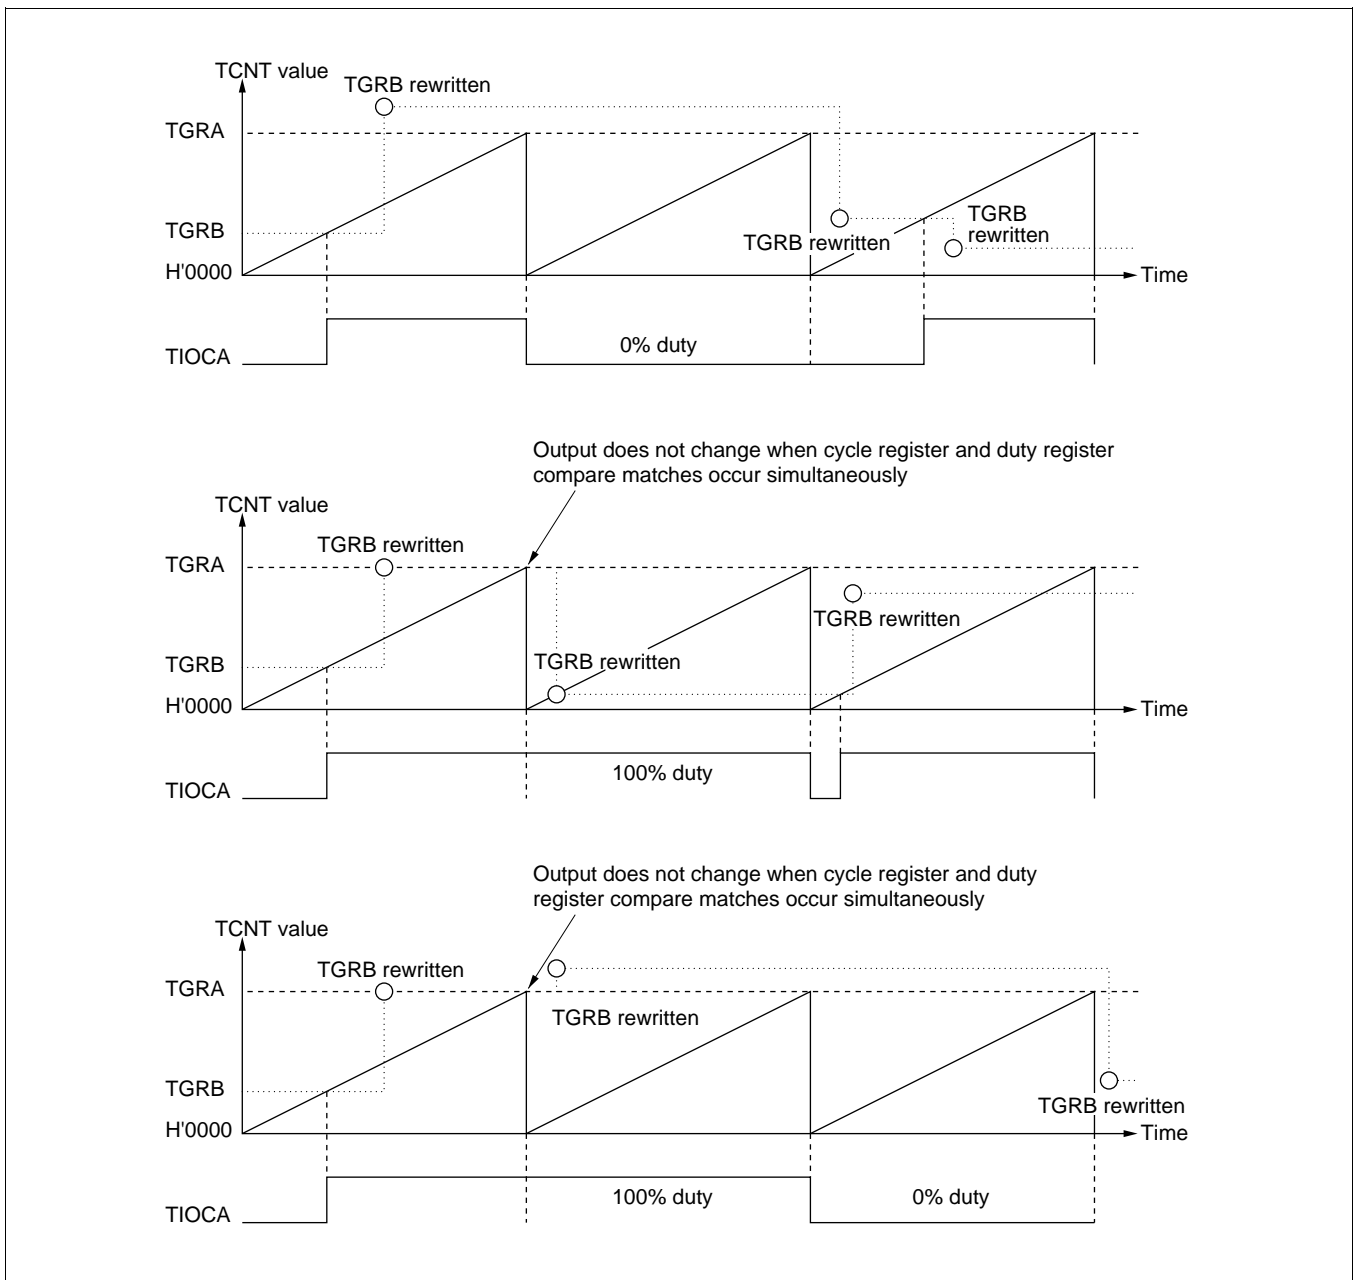 TCNT value
TGRB rewritten
TGRA
TGRB
TGRB
rewritten
TGRB rewritten
H'0000
Time
0% duty
TIOCA
Output does not change when cycle register and duty register
compare matches occur simultaneously
TCNT value
TGRB rewritten
TGRA
TGRB rewritten
TGRB
TGRB rewritten
H'0000
Time
100% duty
TIOCA
Output does not change when cycle register and duty
register compare matches occur simultaneously
TCNT value
TGRB rewritten
TGRA
TGRB rewritten
TGRB
TGRB rewritten
H'0000
Time
100% duty
0% duty
TIOCA